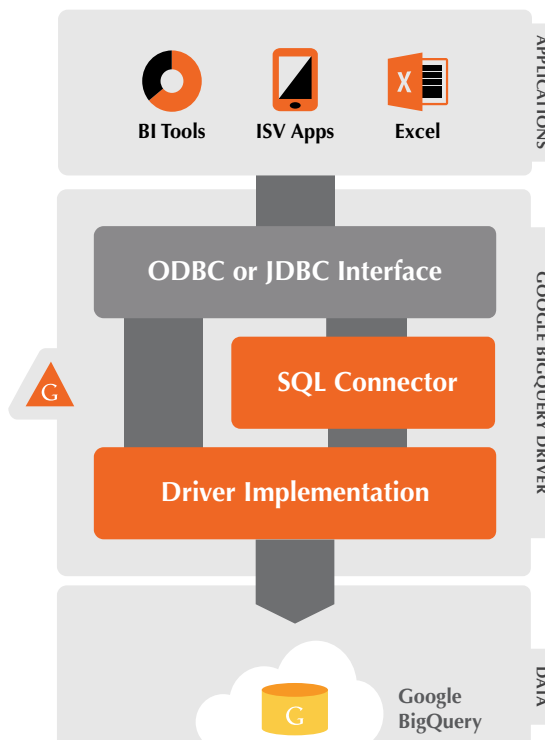 BI Tools
ISV Apps
X
Excel
APPLICATIONS
ODBC or JDBC Interface
SQL Connector
G
Driver Implementation
GOOGLE BIGQUERY DRIVER
G
Google
BigQuery
DATA